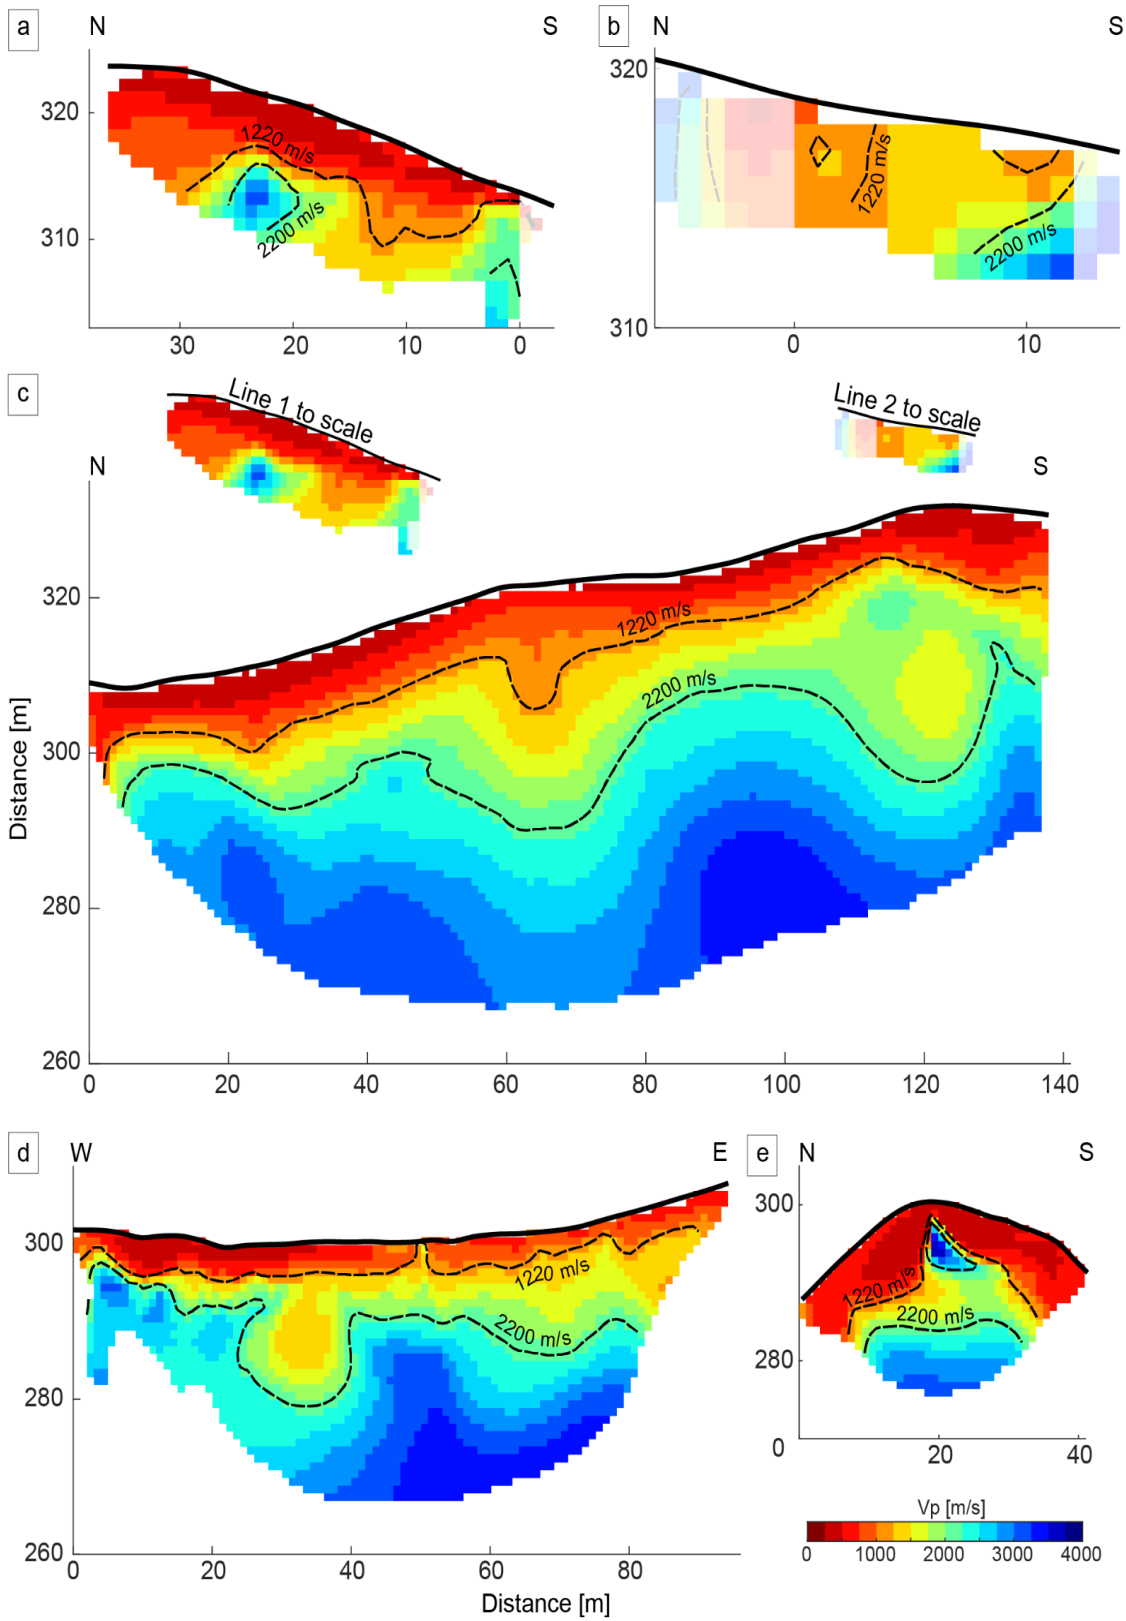 a N S
320
310
1220 m/s
2200 m/s
30 20 10 0
b N S
320
310
1220 m/s
2200 m/s
0 10
c
Line 1 to scale
Line 2 to scale
N S
320
300
280
260
Distance [m]
1220 m/s
2200 m/s
0 20 40 60 80 100 120 140
d W E
300
280
260
1220 m/s
2200 m/s
0 20 40 60 80
Distance [m]
e N S
300
280
0
1220 m/s
2200 m/s
20 40
Vp [m/s]
0 1000 2000 3000 4000